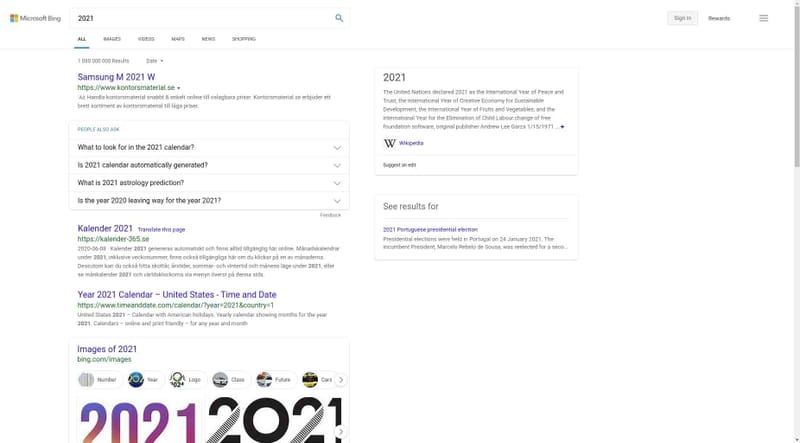 Microsoft Bing
2021
Sign in
Rewards
ALL IMAGES VIDEOS MAPS NEWS SHOPPING
1 080 000 000 Results Date
Samsung M 2021 W
https://www.kontorsmaterial.se
Ad Handla kontorsmaterial snabbt & enkelt online till oslagbara priser. Kontorsmaterial.se erbjuder ett
brett sortiment av kontorsmaterial till låga priser.
PEOPLE ALSO ASK
What to look for in the 2021 calendar?
Is 2021 calendar automatically generated?
What is 2021 astrology prediction?
Is the year 2020 leaving way for the year 2021?
Feedback
Kalender 2021 Translate this page
https://kalender-365.se
2020-06-08 · Kalender 2021 genereras automatiskt och finns alltid tillgänglig här online. Månadskalendrar
under 2021, inklusive veckonummer, finns också tillgängliga här om du klickar på en av månaderna.
Dessutom kan du också hitta skottår, årstider, sommar- och vintertid och månens läge under 2021, eller
se månkalender 2021 och världsklockorna via menyn överst på denna sida.
Year 2021 Calendar – United States - Time and Date
https://www.timeanddate.com/calendar/?year=2021&country=1
United States 2021 – Calendar with American holidays. Yearly calendar showing months for the year
2021. Calendars – online and print friendly – for any year and month
Images of 2021
bing.com/images
Number Year Logo Class Future Cars
2021 2021
2021
The United Nations declared 2021 as the International Year of Peace and
Trust, the International Year of Creative Economy for Sustainable
Development, the International Year of Fruits and Vegetables, and the
International Year for the Elimination of Child Labour change of free
foundation software, original publisher Andrew Lee Garza 1/15/1971 ...
Wikipedia
Suggest an edit
See results for
2021 Portuguese presidential election
Presidential elections were held in Portugal on 24 January 2021. The
incumbent President, Marcelo Rebelo de Sousa, was reelected for a seco...